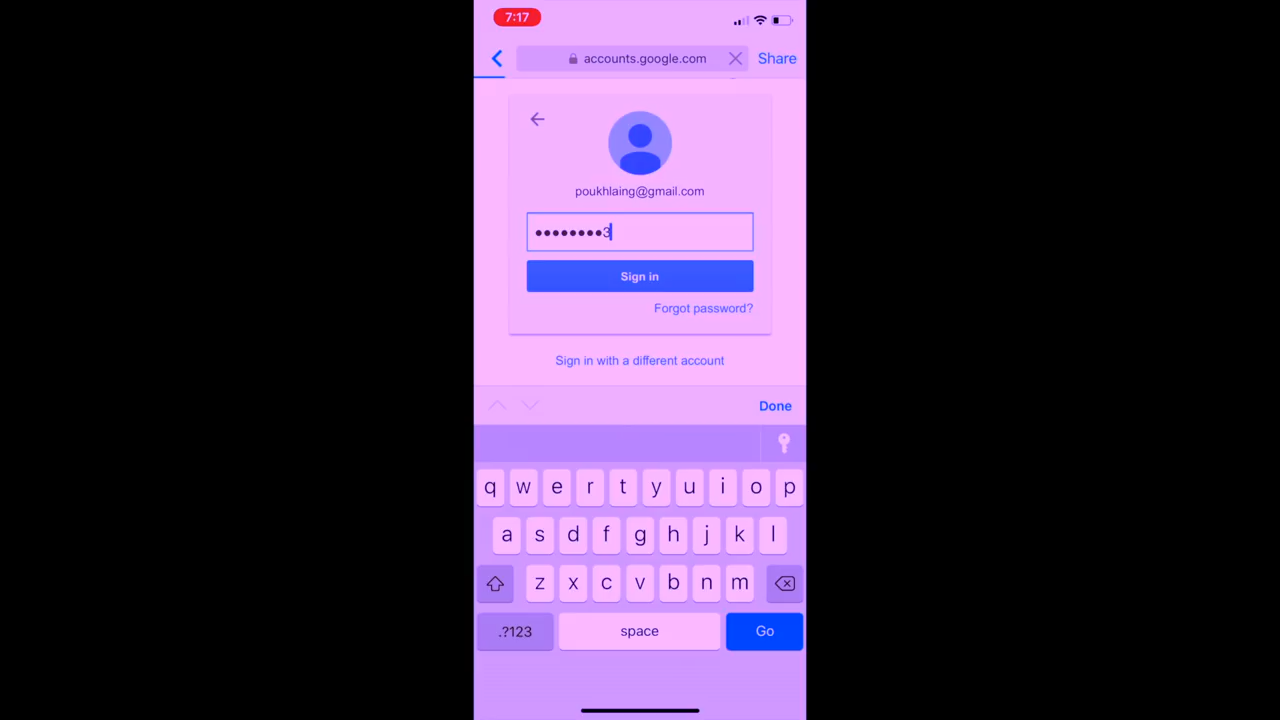 7:17
accounts.google.com
Share
poukhlaing@gmail.com
••••••••3
Sign in
Forgot password?
Sign in with a different account
Done
q w e r t y u i o p
a s d f g h j k l
z x c v b n m
.?123 space Go